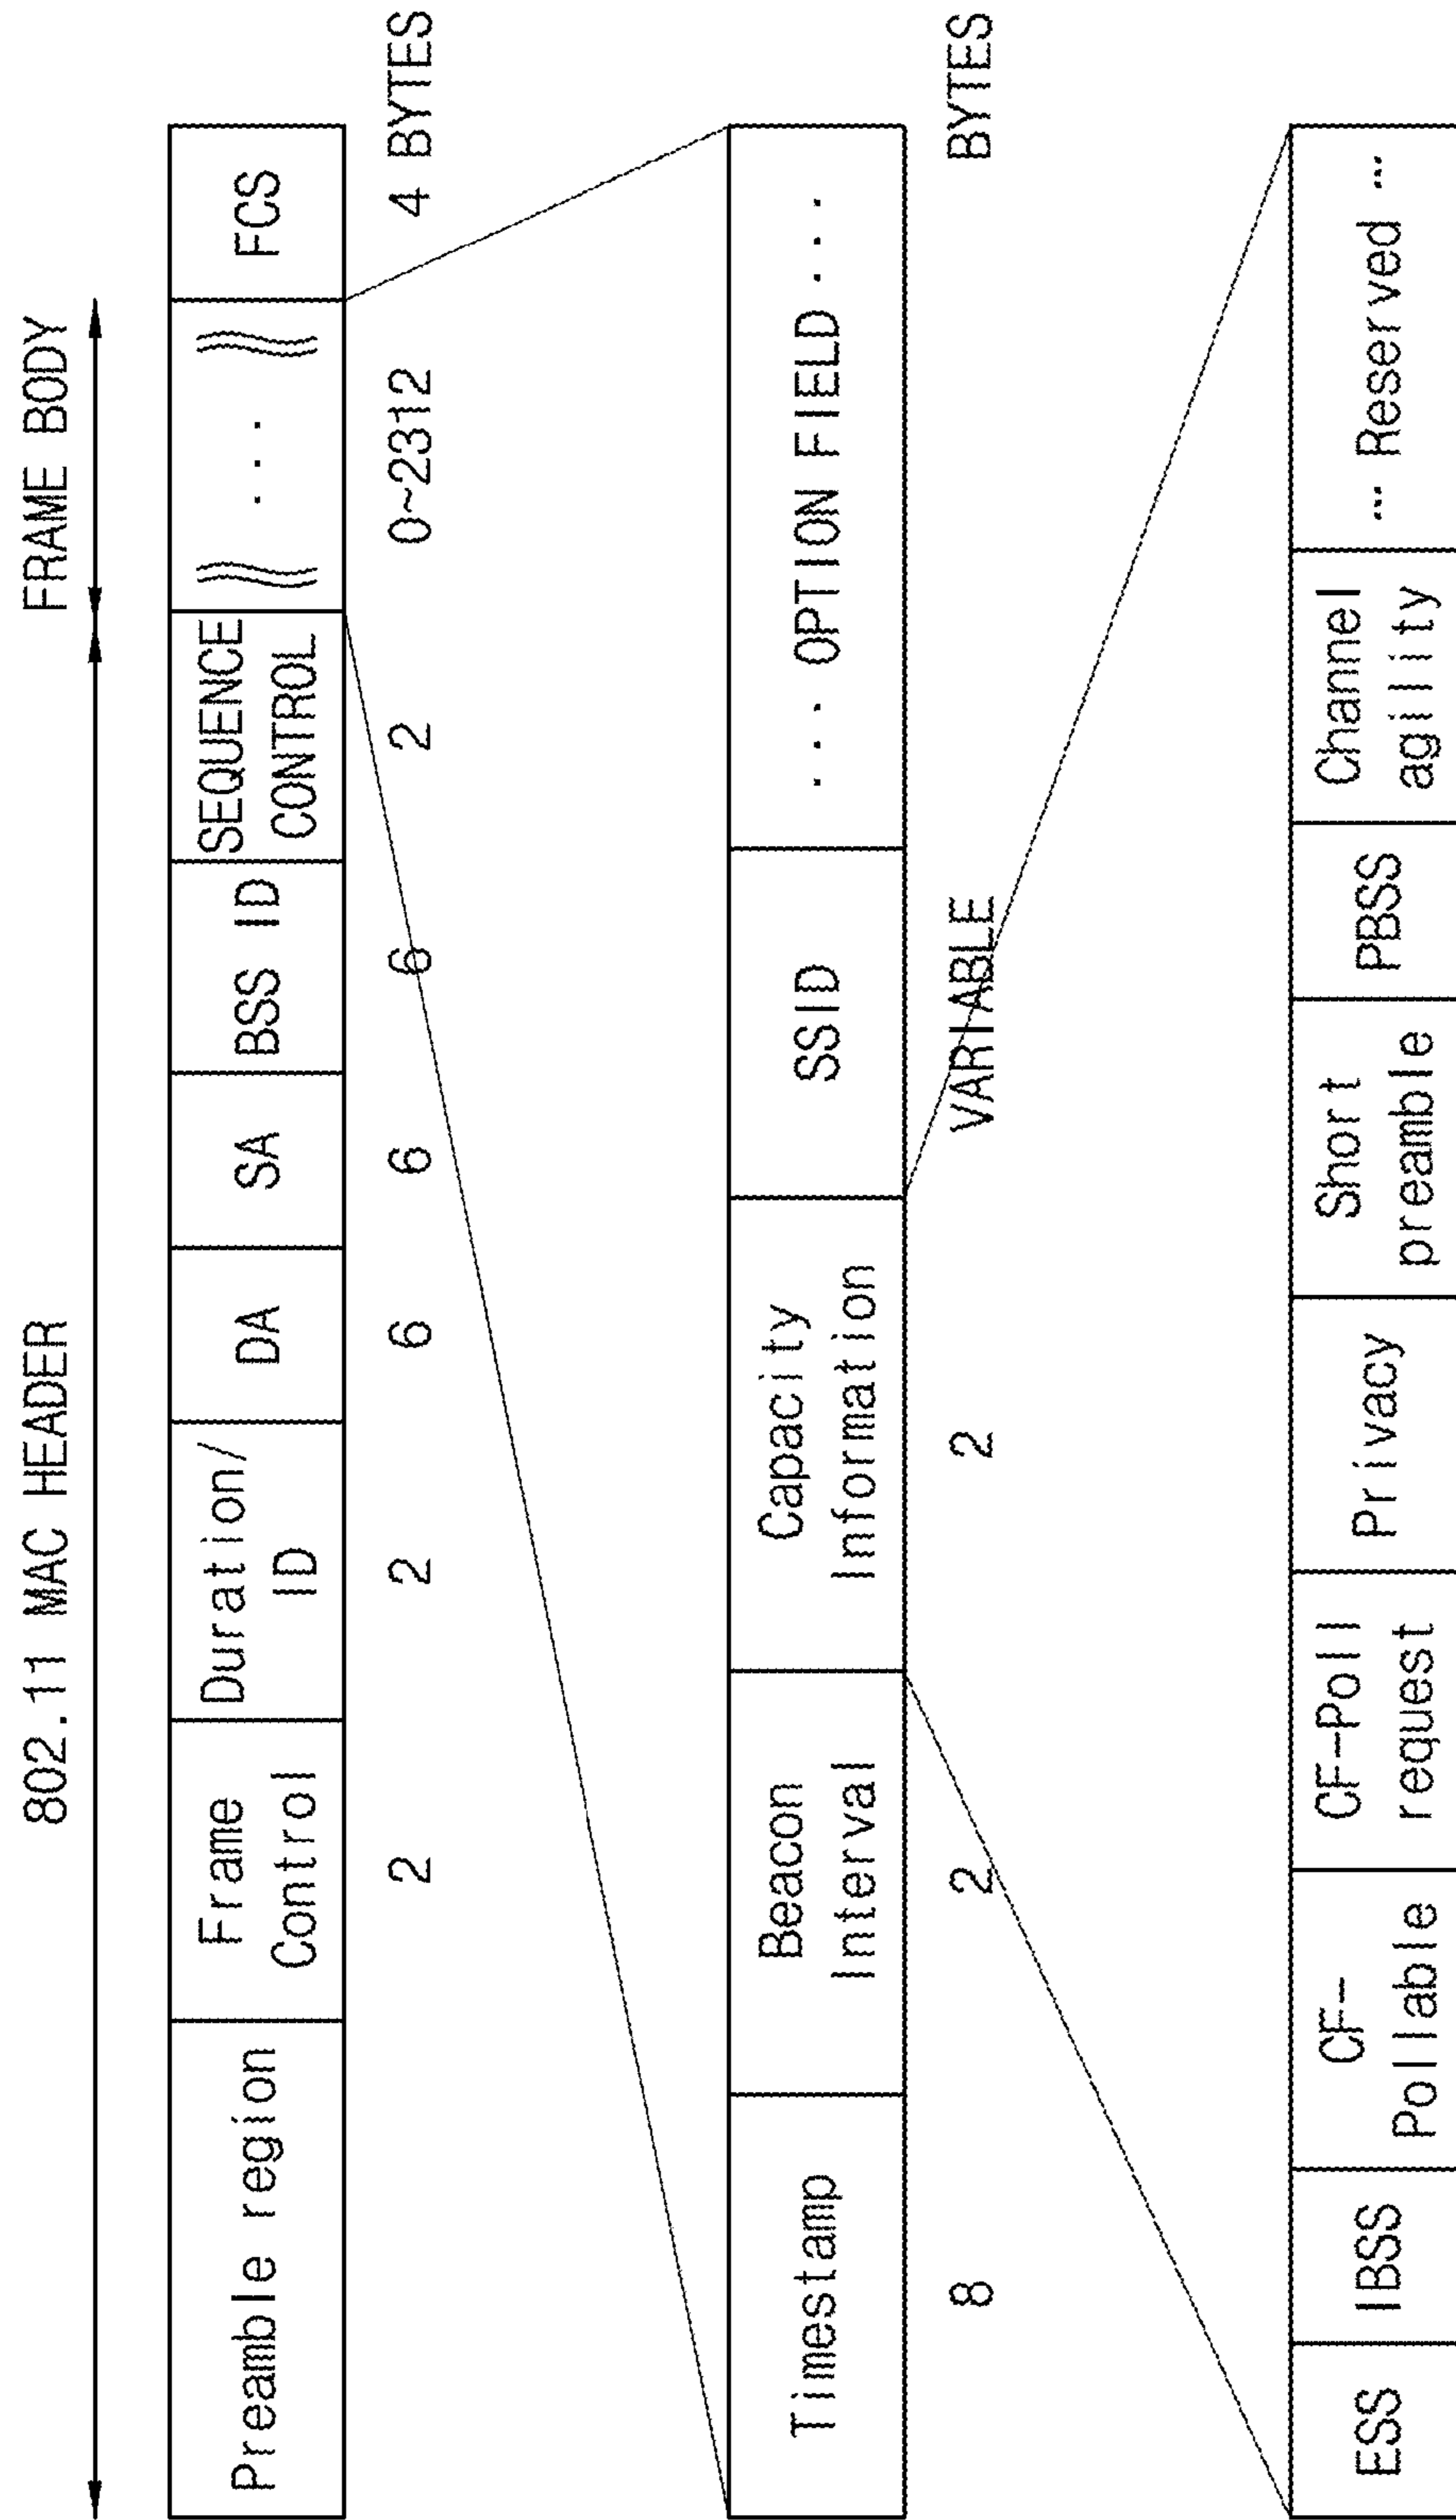 802.11 MAC HEADER
FRAME BODY
Preamble region
Frame
Control
Duration/
ID
DA
SA
BSS ID
SEQUENCE
CONTROL
. . .
FCS
2
2
6
6
6
2
0~2312
4 BYTES
Timestamp
Beacon
Interval
Capacity
Information
SSID
. . . OPTION FIELD . . .
8
2
2
VARIABLE
BYTES
ESS
IBSS
CF-
Pollable
CF-Poll
request
Privacy
Short
preamble
PBSS
Channel
agility
... Reserved ...